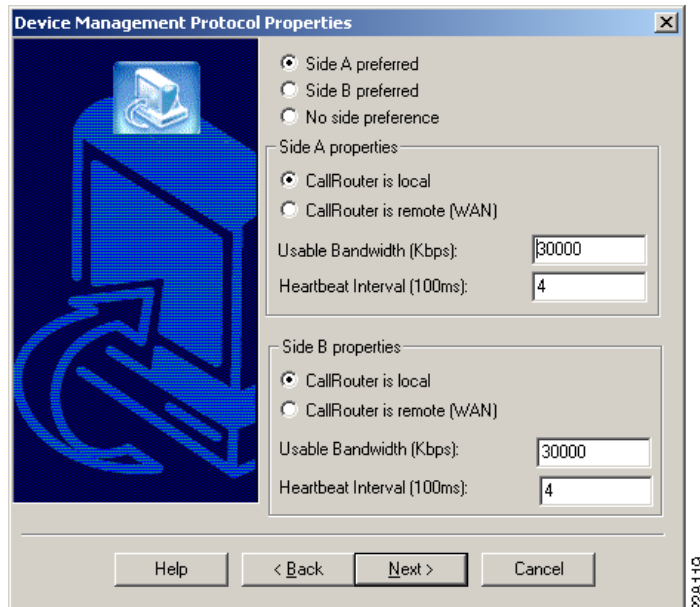 Device Management Protocol Properties
Side A preferred
Side B preferred
No side preference
Side A properties
CallRouter is local
CallRouter is remote (WAN)
Usable Bandwidth (Kbps): 30000
Heartbeat Interval (100ms): 4
Side B properties
CallRouter is local
CallRouter is remote (WAN)
Usable Bandwidth (Kbps): 30000
Heartbeat Interval (100ms): 4
Help < Back Next > Cancel